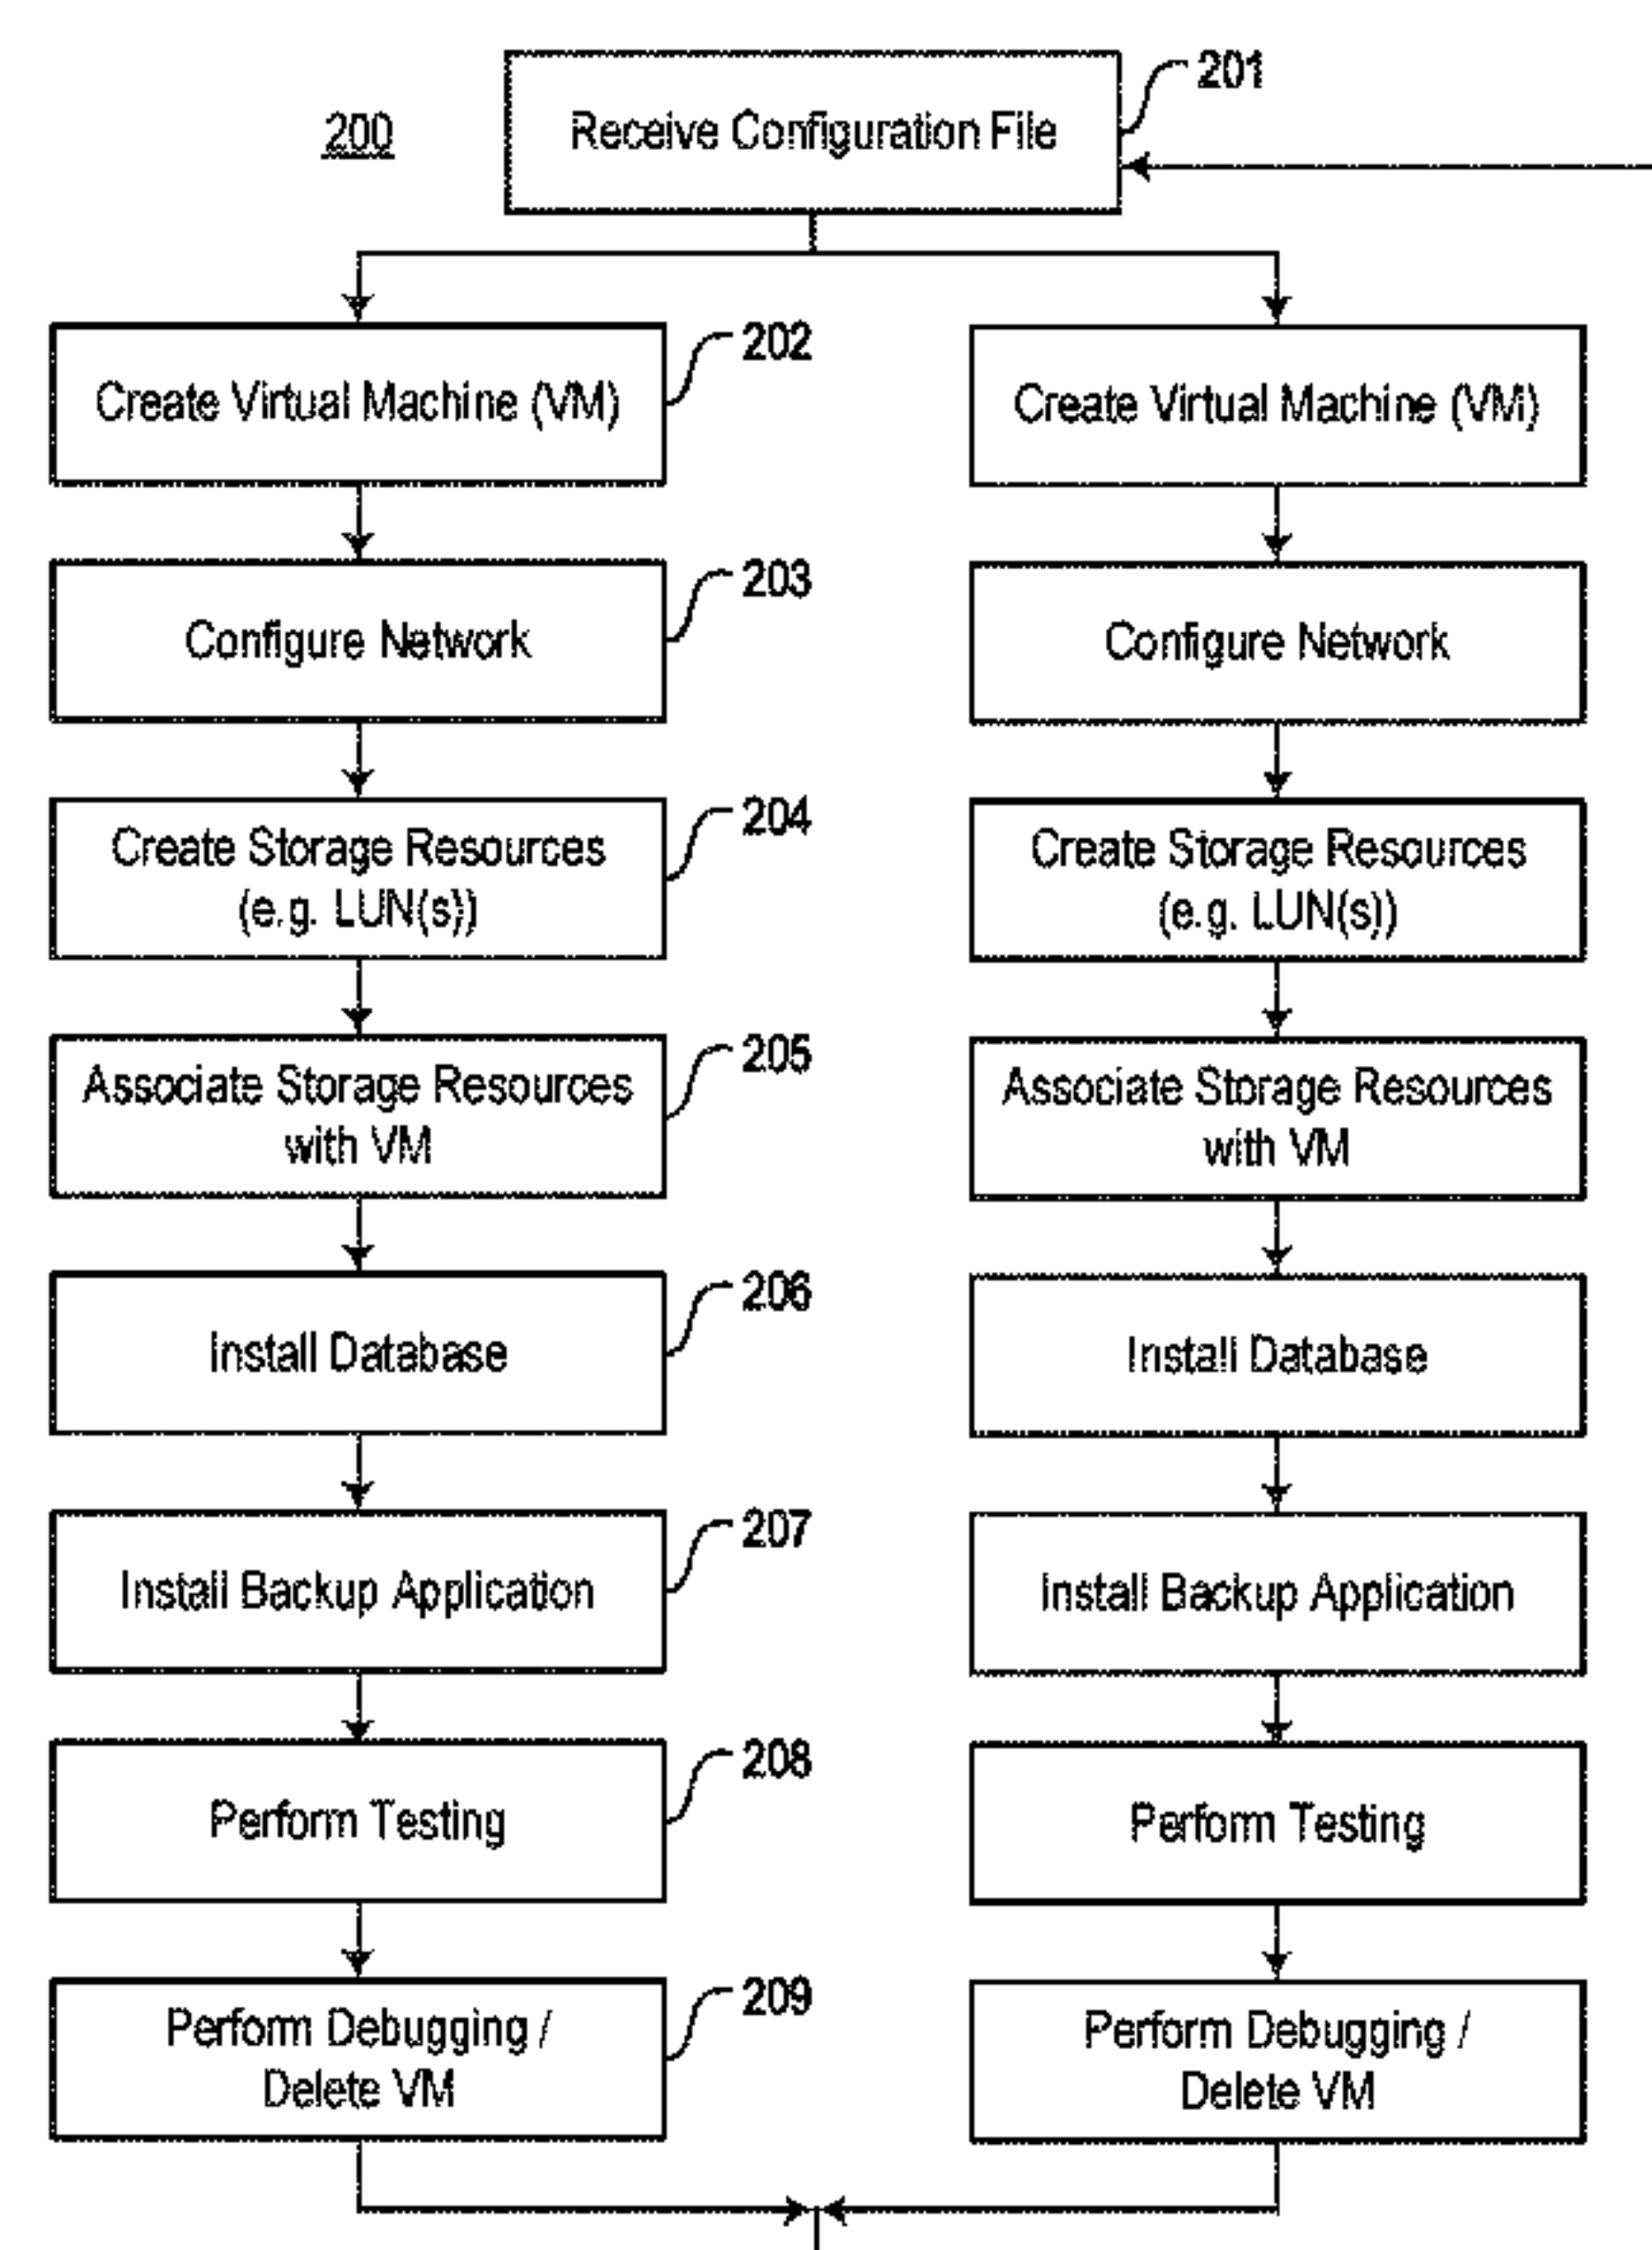 200
Receive Configuration File
201
Create Virtual Machine (VM)
202
Create Virtual Machine (VM)
Configure Network
203
Configure Network
Create Storage Resources
(e.g. LUN(s))
204
Create Storage Resources
(e.g. LUN(s))
Associate Storage Resources
with VM
205
Associate Storage Resources
with VM
Install Database
206
Install Database
Install Backup Application
207
Install Backup Application
Perform Testing
208
Perform Testing
Perform Debugging /
Delete VM
209
Perform Debugging /
Delete VM